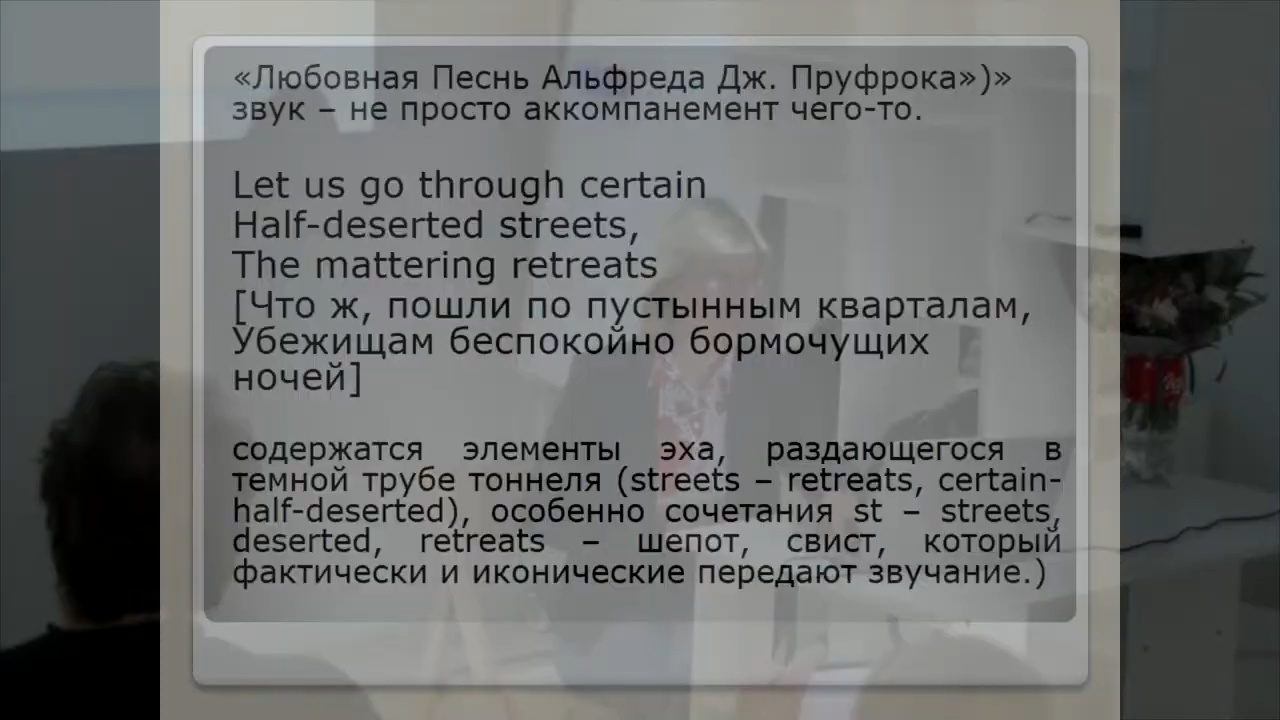 «Любовная Песнь Альфреда Дж. Пруфрока»)»
звук – не просто аккомпанемент чего-то.
Let us go through certain
Half-deserted streets,
The mattering retreats
[Что ж, пошли по пустынным кварталам,
Убежищам беспокойно бормочущих
ночей]
содержатся элементы эха, раздающегося в
темной трубе тоннеля (streets – retreats, certain-
half-deserted), особенно сочетания st – streets,
deserted, retreats – шепот, свист, который
фактически и иконические передают звучание.)